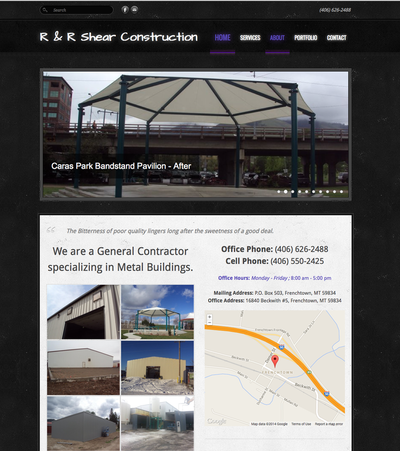 Search
(406) 626-2488
R & R Shear Construction
HOME SERVICES ABOUT PORTFOLIO CONTACT
Caras Park Bandstand Pavilion - After
The Bitterness of poor quality lingers long after the sweetness of a good deal.
We are a General Contractor
specializing in Metal Buildings.
Office Phone: (406) 626-2488
Cell Phone: (406) 550-2425
Office Hours: Monday - Friday ; 8:00 am - 5:00 pm
Mailing Address: P.O. Box 503, Frenchtown, MT 59834
Office Address: 16840 Beckwith #5, Frenchtown, MT 59834
FRENCHTOWN
Beckwith St
Google
Map data ©2014 Google Terms of Use Report a map error